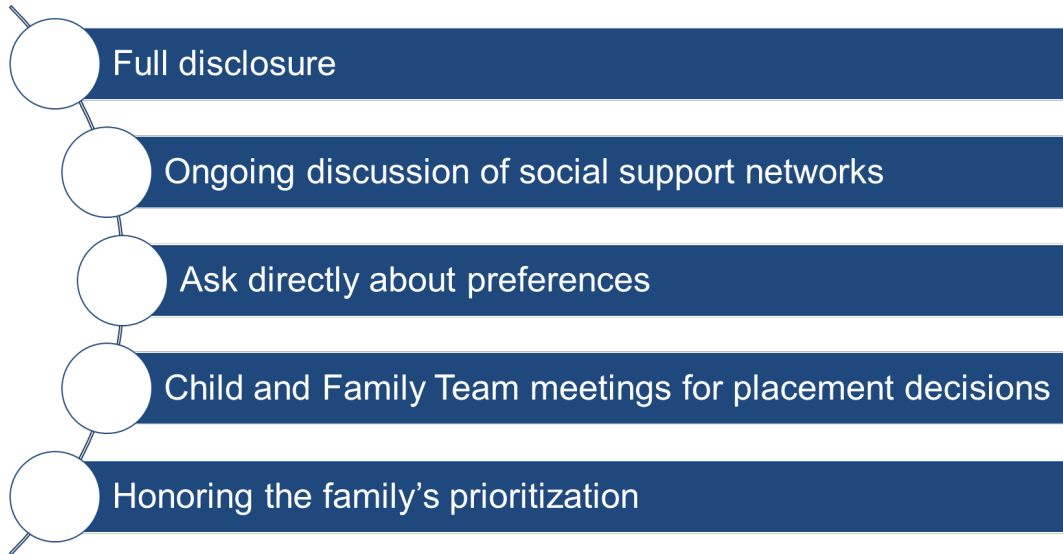 Full disclosure
Ongoing discussion of social support networks
Ask directly about preferences
Child and Family Team meetings for placement decisions
Honoring the family’s prioritization